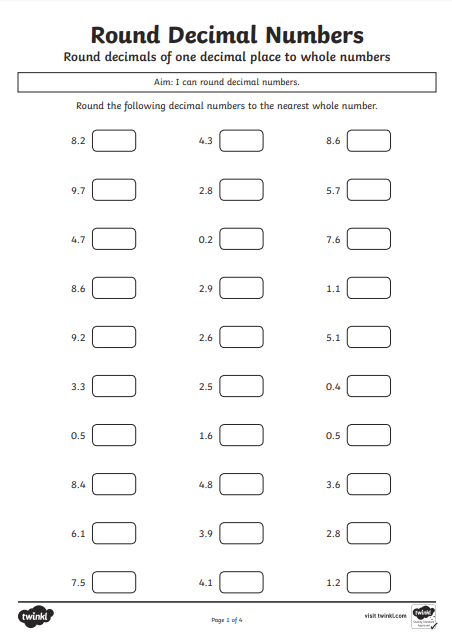 Round Decimal Numbers
Round decimals of one decimal place to whole numbers
Aim: I can round decimal numbers.
Round the following decimal numbers to the nearest whole number.
8.2 4.3 8.6
9.7 2.8 5.7
4.7 0.2 7.6
8.6 2.9 1.1
9.2 2.6 5.1
3.3 2.5 0.4
0.5 1.6 0.5
8.4 4.8 3.6
6.1 3.9 2.8
7.5 4.1 1.2
twinkl Page 1 of 4 visit twinkl.com twinkl